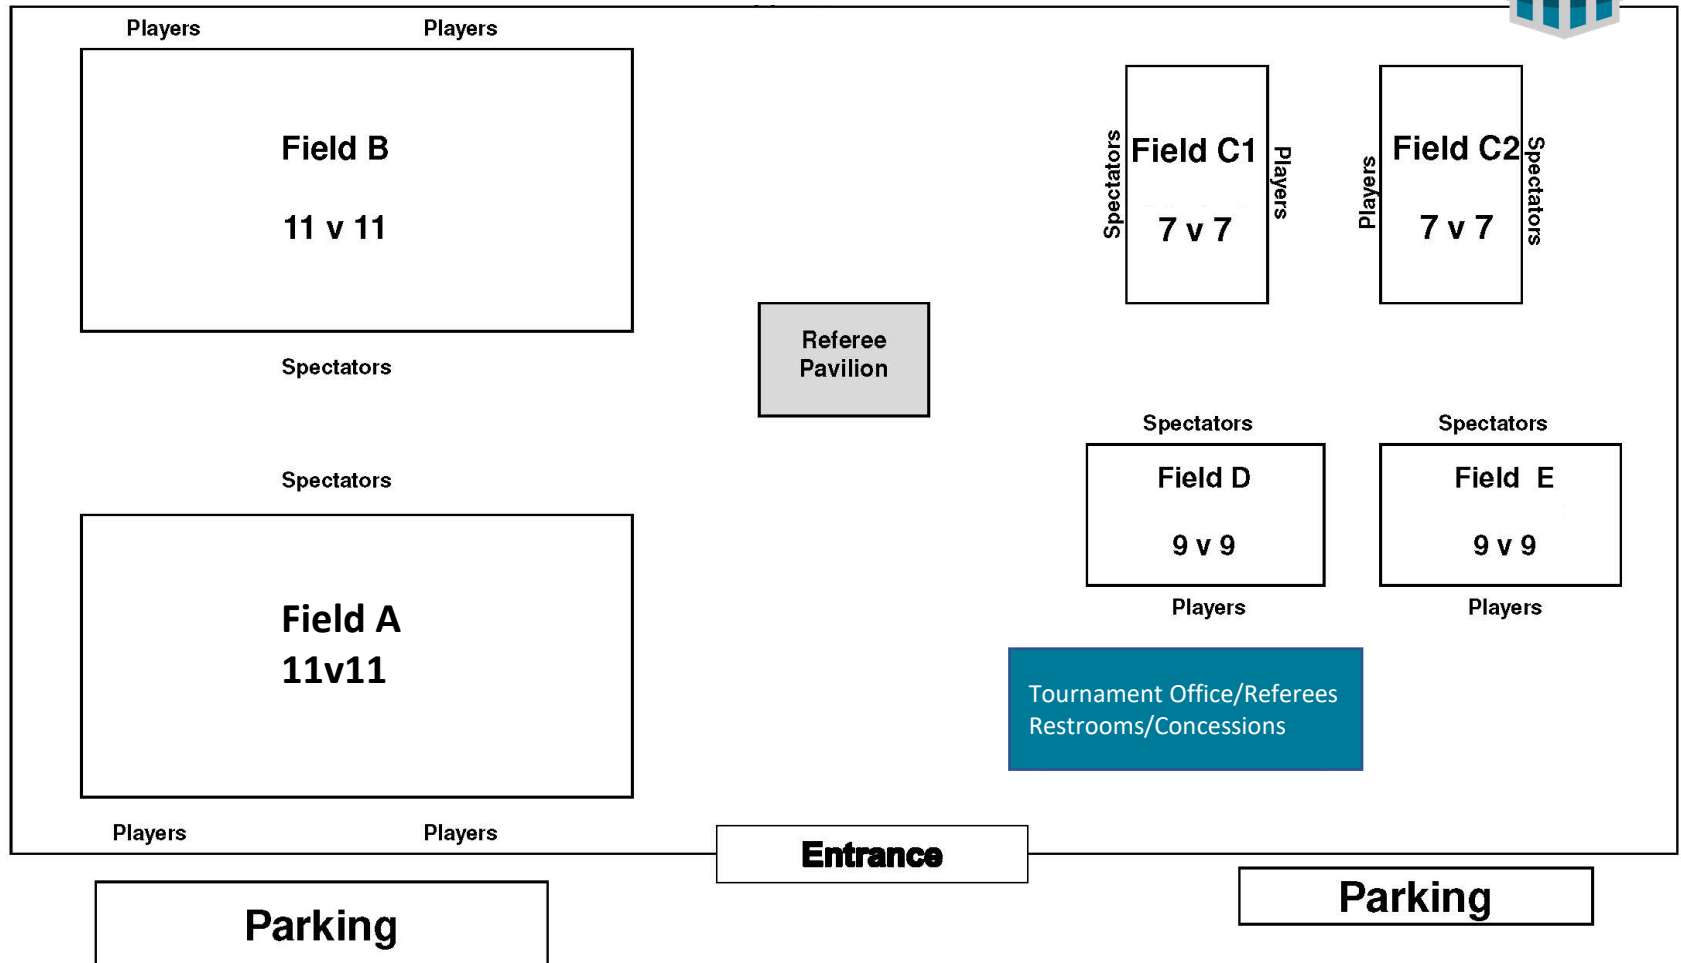 Players
Players
Field B
11 v 11
Spectators
Spectators
Field C1
7 v 7
Players
Players
Field C2
7 v 7
Spectators
Referee
Pavilion
Spectators
Field A
11v11
Players
Players
Spectators
Field D
9 v 9
Players
Spectators
Field E
9 v 9
Players
Tournament Office/Referees
Restrooms/Concessions
Entrance
Parking
Parking